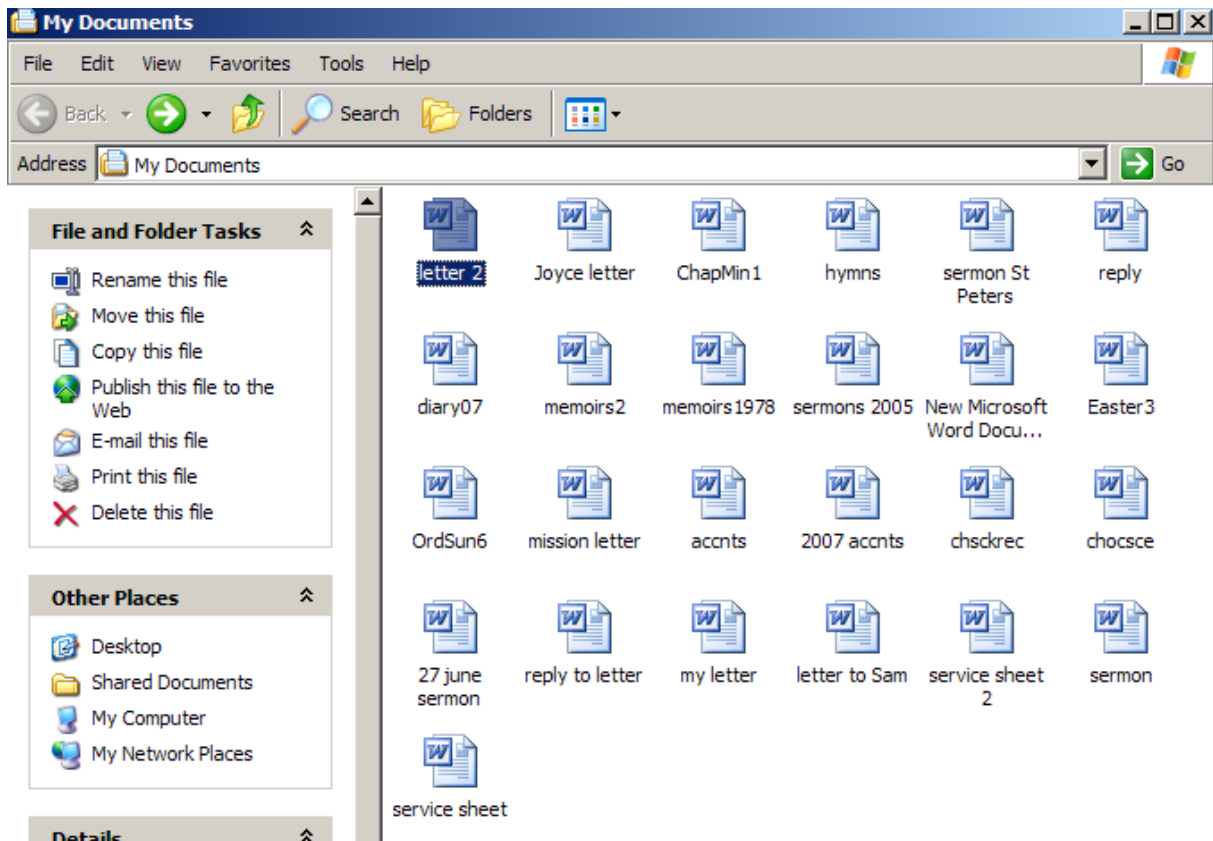 My Documents
File Edit View Favorites Tools Help
Back Search Folders
Address My Documents Go
File and Folder Tasks
Rename this file
Move this file
Copy this file
Publish this file to the
Web
E-mail this file
Print this file
Delete this file
Other Places
Desktop
Shared Documents
My Computer
My Network Places
Details
letter 2 Joyce letter ChapMin1 hymns sermon St reply
Peters
diary07 memoirs2 memoirs1978 sermons 2005 New Microsoft Easter3
Word Docu...
OrdSun6 mission letter accnts 2007 accnts chsckrec chocsce
27 june reply to letter my letter letter to Sam service sheet sermon
sermon 2
service sheet